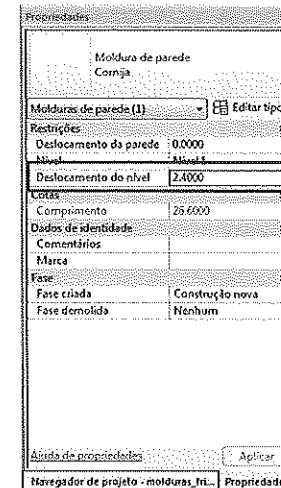 Propriedades
Moldura de parede
Cornija
Molduras de parede (1)
Editar tipo
Restrições
Deslocamento da parede 0.0000
Nível Nível 1
Deslocamento do nível 2.4000
Cotas
Comprimento 26.6000
Dados de identidade
Comentários
Marca
Fase
Fase criada Construção nova
Fase demolida Nenhum
Ajuda de propriedades Aplicar
Navegador de projeto - molduras_fri... Propriedade